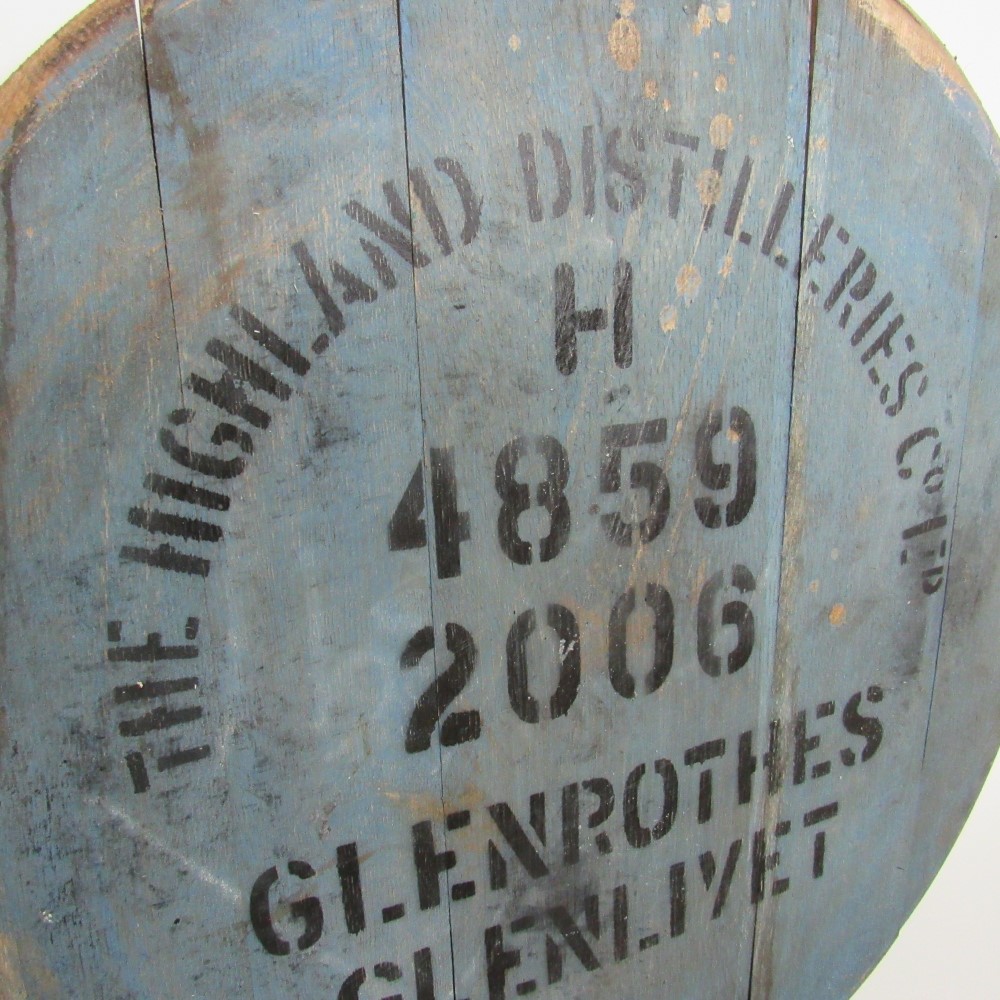 THE HIGHLAND DISTILLERIES Co LTD
H
4859
2006
GLENROTHES
GLENLIVET